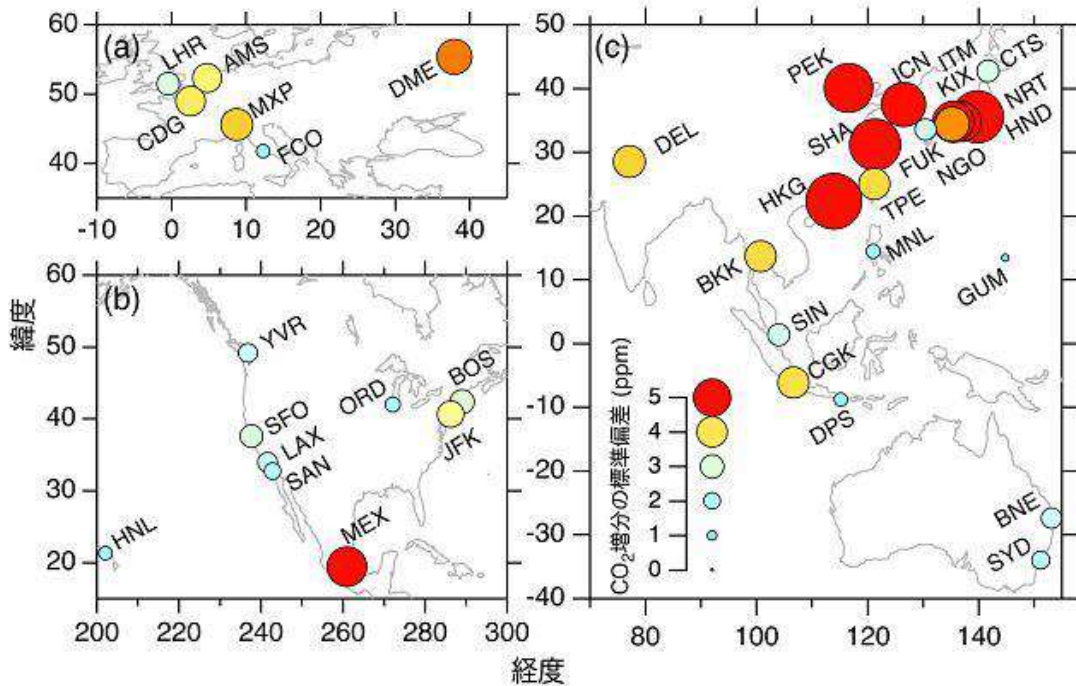 (a)
60
50
40
-10 0 10 20 30 40
LHR
AMS
CDG
MXP
FCO
DME
(b)
緯度
60
50
40
30
20
200 220 240 260 280 300
YVR
ORD
BOS
SFO
LAX
SAN
JFK
HNL
MEX
(c)
50
40
30
20
10
0
-10
-20
-30
-40
80 100 120 140
PEK
ICN
ITM
CTS
KIX
NRT
SHA
HND
DEL
FUK
NGO
HKG
TPE
MNL
BKK
GUM
SIN
CGK
DPS
BNE
SYD
CO₂増分の標準偏差 (ppm)
5
4
3
2
1
0
経度